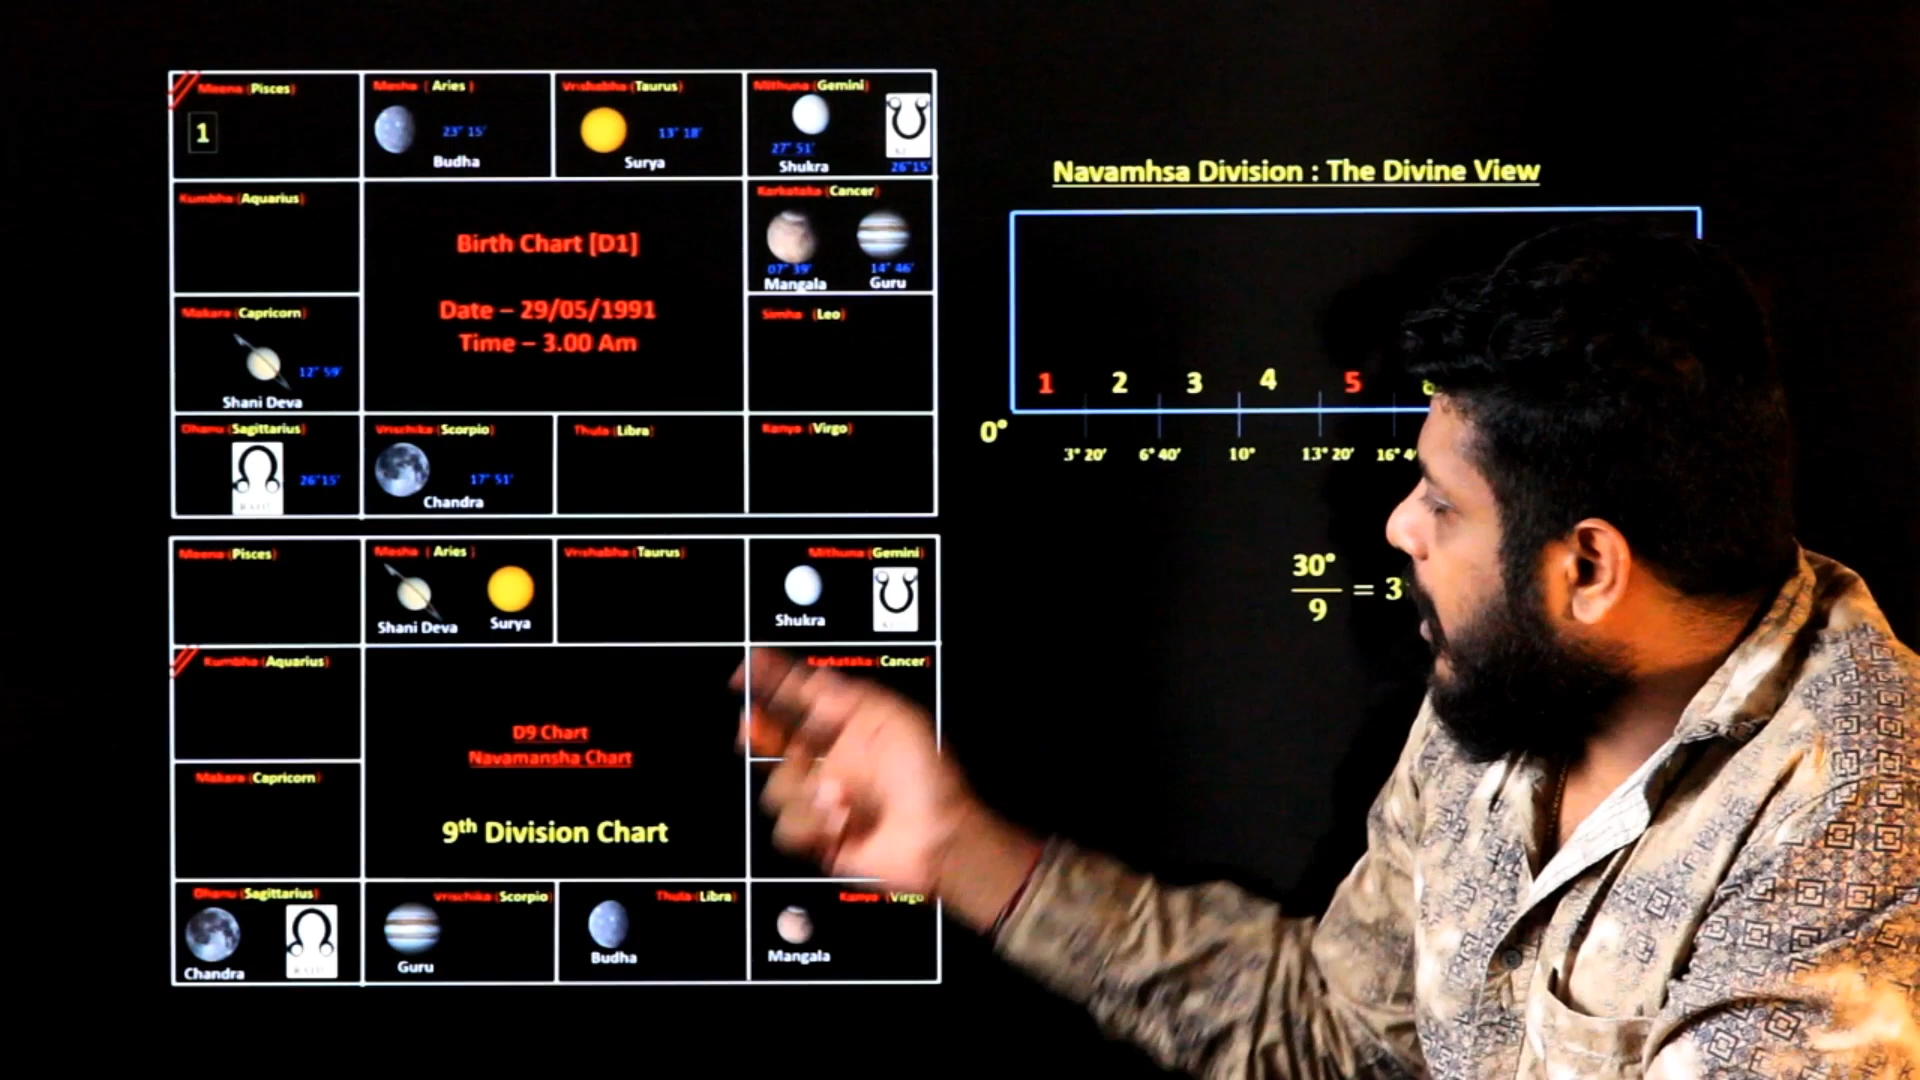 Meena (Pisces)
1
Mesha ( Aries )
23° 15'
Budha
Vrishabha (Taurus)
13° 18'
Surya
Mithuna (Gemini)
27° 51'
Shukra
26°15'
Kumbha (Aquarius)
Karkataka (Cancer)
07° 39'
Mangala
14° 46'
Guru
Birth Chart [D1]
Date – 29/05/1991
Time – 3.00 Am
Makara (Capricorn)
12° 59'
Shani Deva
Simha (Leo)
Dhanu (Sagittarius)
26°15'
Vrischika (Scorpio)
17° 51'
Chandra
Thula (Libra)
Kanya (Virgo)
Meena (Pisces)
Mesha ( Aries )
Shani Deva
Surya
Vrishabha (Taurus)
Mithuna (Gemini)
Shukra
Kumbha (Aquarius)
Karkataka (Cancer)
D9 Chart
Navamansha Chart
9th Division Chart
Makara (Capricorn)
Dhanu (Sagittarius)
Chandra
Vrischika (Scorpio)
Guru
Thula (Libra)
Budha
Kanya (Virgo)
Mangala
Navamhsa Division : The Divine View
1 2 3 4 5
0°
3° 20' 6° 40' 10° 13° 20' 16°
30°
9
= 3